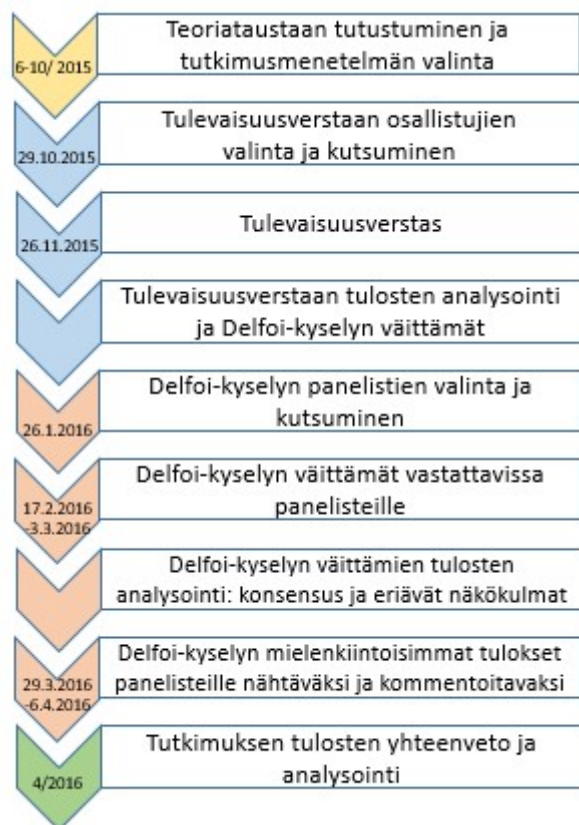 6-10/ 2015
Teoriataustaan tutustuminen ja
tutkimusmenetelmän valinta
29.10.2015
Tulevaisuusverstaan osallistujien
valinta ja kutsuminen
26.11.2015
Tulevaisuusverstas
Tulevaisuusverstaan tulosten analysointi
ja Delfoi-kyselyn väittämät
26.1.2016
Delfoi-kyselyn panelistien valinta ja
kutsuminen
17.2.2016
-3.3.2016
Delfoi-kyselyn väittämät vastattavissa
panelisteille
Delfoi-kyselyn väittämien tulosten
analysointi: konsensus ja eriävät näkökulmat
29.3.2016
-6.4.2016
Delfoi-kyselyn mielenkiintoisimmat tulokset
panelisteille nähtäväksi ja kommentoitavaksi
4/2016
Tutkimuksen tulosten yhteenveto ja
analysointi